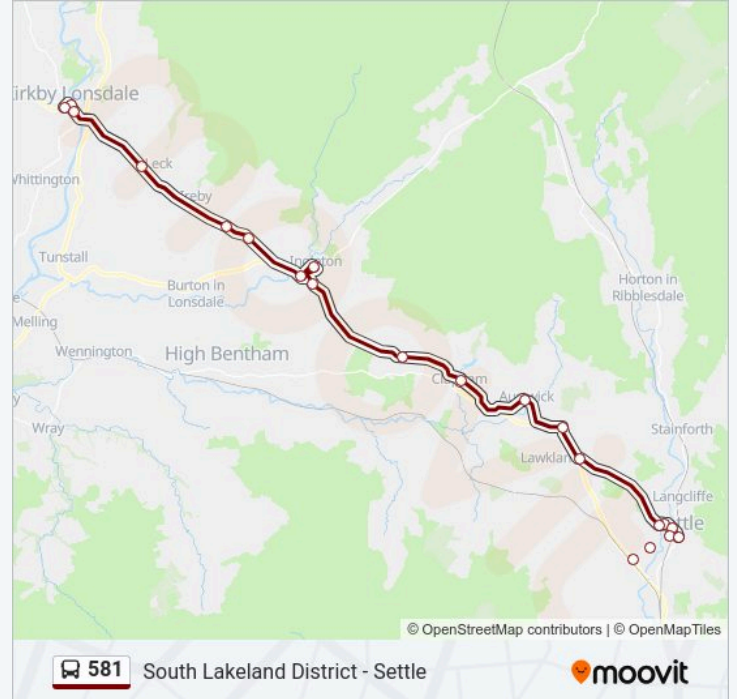 Kirkby Lonsdale
Leck
Whittington
Ireby
Tunstall
Ingleton
Burton in
Lonsdale
Horton in
Ribblesdale
Melling
Wennington
High Bentham
Clapham
Austwick
Wray
Stainforth
Lawkland
Langcliffe
Settle
© OpenStreetMap contributors | © OpenMapTiles
581 South Lakeland District - Settle
moovit